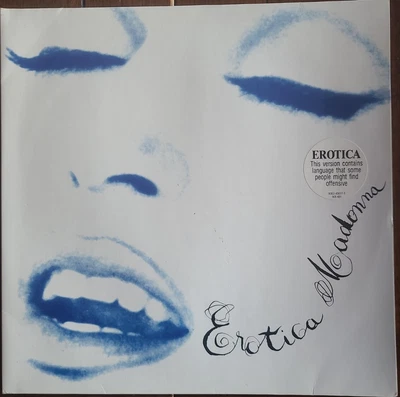 EROTICA
This version contains
language that some
people might find
offensive
Erotica Madonna